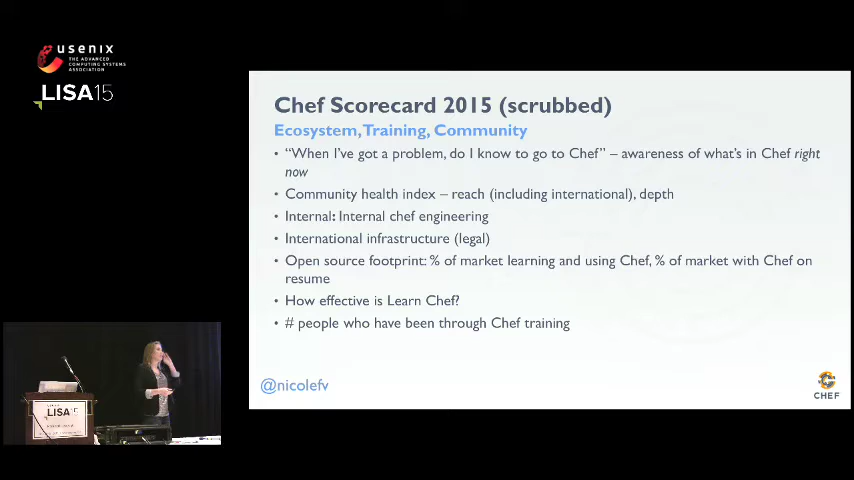 usenix
THE ADVANCED
COMPUTING SYSTEMS
ASSOCIATION
LISA15
Chef Scorecard 2015 (scrubbed)
Ecosystem, Training, Community
• “When I’ve got a problem, do I know to go to Chef” – awareness of what’s in Chef right
now
• Community health index – reach (including international), depth
• Internal: Internal chef engineering
• International infrastructure (legal)
• Open source footprint: % of market learning and using Chef, % of market with Chef on
resume
• How effective is Learn Chef?
• # people who have been through Chef training
@nicolefv
CHEF
LISA15